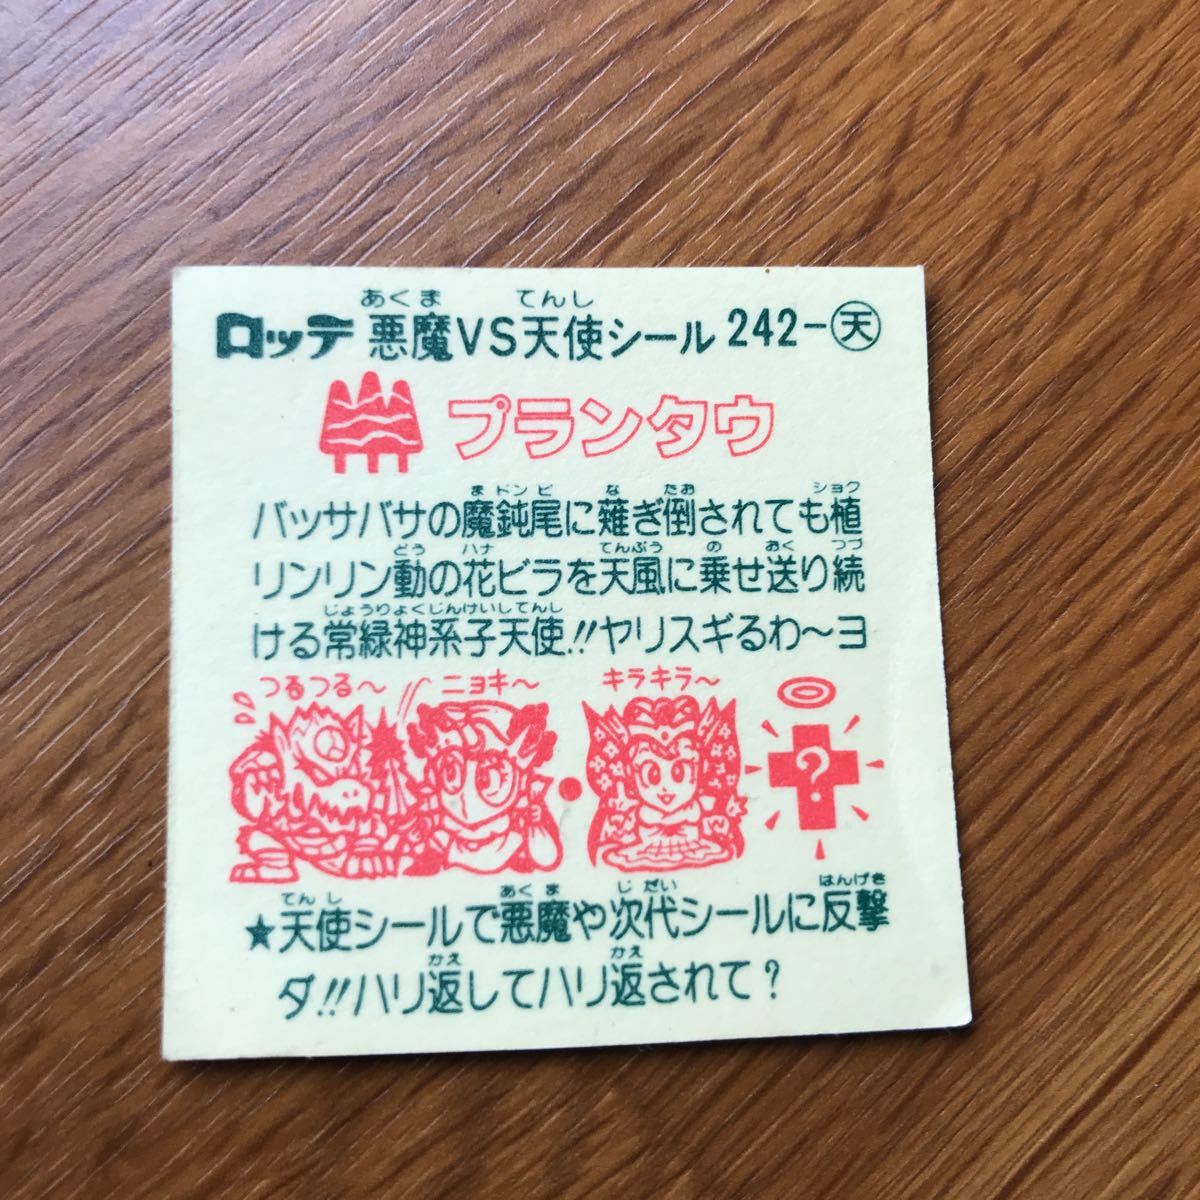 あくま てんし
ロッテ 悪魔VS天使シール 242-天
プランタウ
まドンビ な たお ショク
バッサバサの魔鈍尾に薙ぎ倒されても植
どう ハナ てんぷう の おく つづ
リンリン動の花ビラを天風に乗せ送り続
じょうりょくじんけいしてんし
ける常緑神系子天使!!ヤリスギるわ〜ヨ
つるつる〜 ニョキ〜 キラキラ〜
?
てんし あくま じだい はんげき
★天使シールで悪魔や次代シールに反撃
かえ かえ
ダ!!ハリ返してハリ返されて?